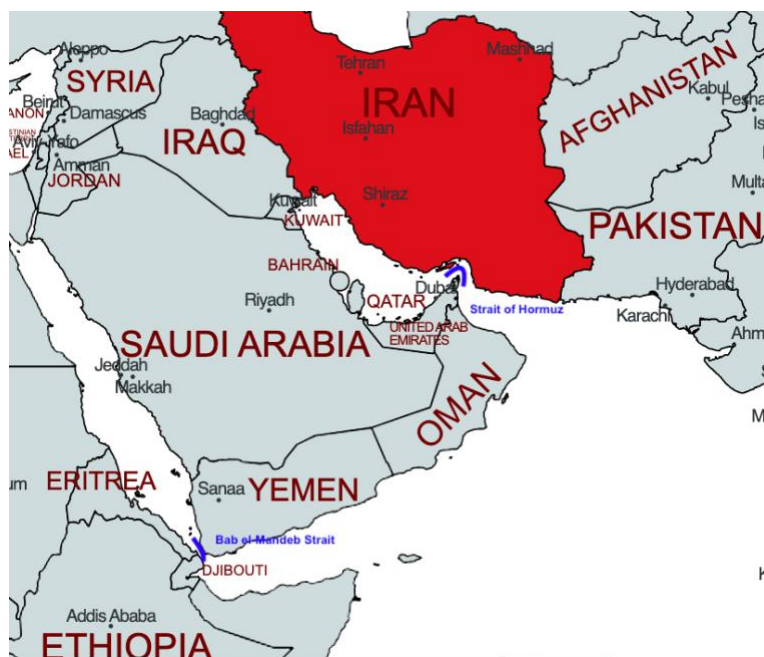 Aleppo
SYRIA
Beirut
Damascus
Amman
JORDAN
Baghdad
IRAQ
Tehran
Mashhad
IRAN
Isfahan
Shiraz
AFGHANISTAN
Kabul
PAKISTAN
Hyderabad
Karachi
Kuwait
KUWAIT
BAHRAIN
QATAR
Strait of Hormuz
UNITED ARAB
EMIRATES
Riyadh
SAUDI ARABIA
Jeddah
Makkah
OMAN
ERITREA
Sanaa
YEMEN
Bab el-Mandeb Strait
DJIBOUTI
Addis Ababa
ETHIOPIA